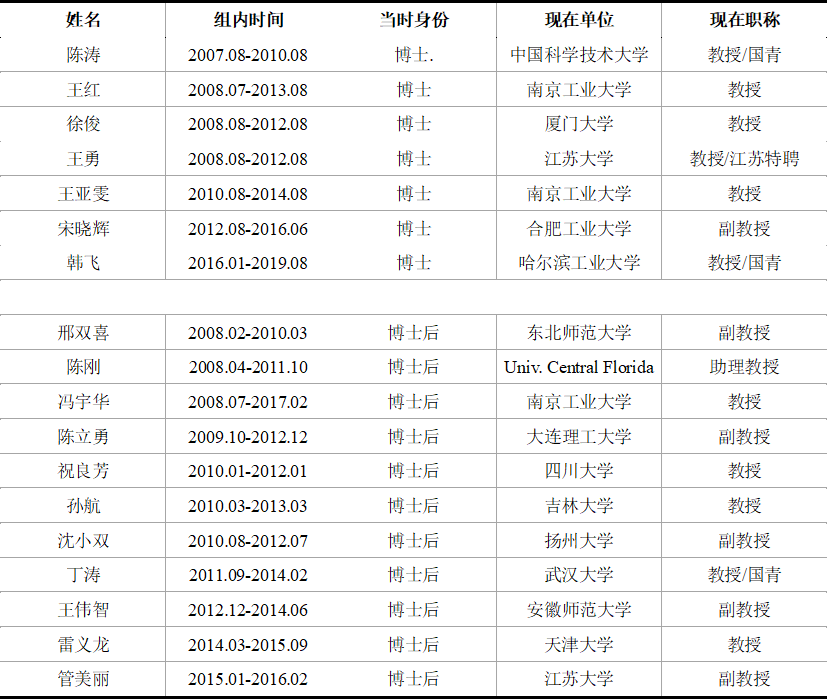 姓名 组内时间 当时身份 现在单位 现在职称
陈涛 2007.08-2010.08 博士. 中国科学技术大学 教授/国青
王红 2008.07-2013.08 博士 南京工业大学 教授
徐俊 2008.08-2012.08 博士 厦门大学 教授
王勇 2008.08-2012.08 博士 江苏大学 教授/江苏特聘
王亚雯 2010.08-2014.08 博士 南京工业大学 教授
宋晓辉 2012.08-2016.06 博士 合肥工业大学 副教授
韩飞 2016.01-2019.08 博士 哈尔滨工业大学 教授/国青
邢双喜 2008.02-2010.03 博士后 东北师范大学 副教授
陈刚 2008.04-2011.10 博士后 Univ. Central Florida 助理教授
冯宇华 2008.07-2017.02 博士后 南京工业大学 教授
陈立勇 2009.10-2012.12 博士后 大连理工大学 副教授
祝良芳 2010.01-2012.01 博士后 四川大学 教授
孙航 2010.03-2013.03 博士后 吉林大学 教授
沈小双 2010.08-2012.07 博士后 扬州大学 副教授
丁涛 2011.09-2014.02 博士后 武汉大学 教授/国青
王伟智 2012.12-2014.06 博士后 安徽师范大学 副教授
雷义龙 2014.03-2015.09 博士后 天津大学 教授
管美丽 2015.01-2016.02 博士后 江苏大学 副教授